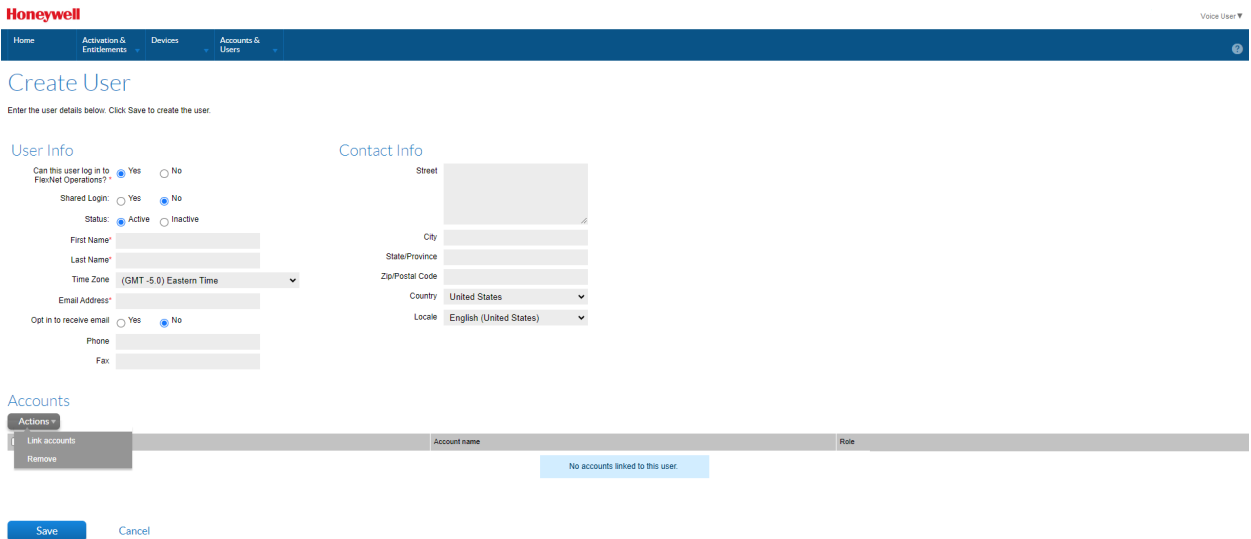 Honeywell
Voice User▼
Home
Activation &
Entitlements
Devices
Accounts &
Users
?
Create User
Enter the user details below. Click Save to create the user.
User Info
Can this user log in to
FlexNet Operations? *
Yes
No
Shared Login:
Yes
No
Status:
Active
Inactive
First Name*
Last Name*
Time Zone
(GMT -5.0) Eastern Time
Email Address*
Opt in to receive email
Yes
No
Phone
Fax
Contact Info
Street
City
State/Province
Zip/Postal Code
Country
United States
Locale
English (United States)
Accounts
Actions
Link accounts
Remove
Account name
Role
No accounts linked to this user.
Save
Cancel